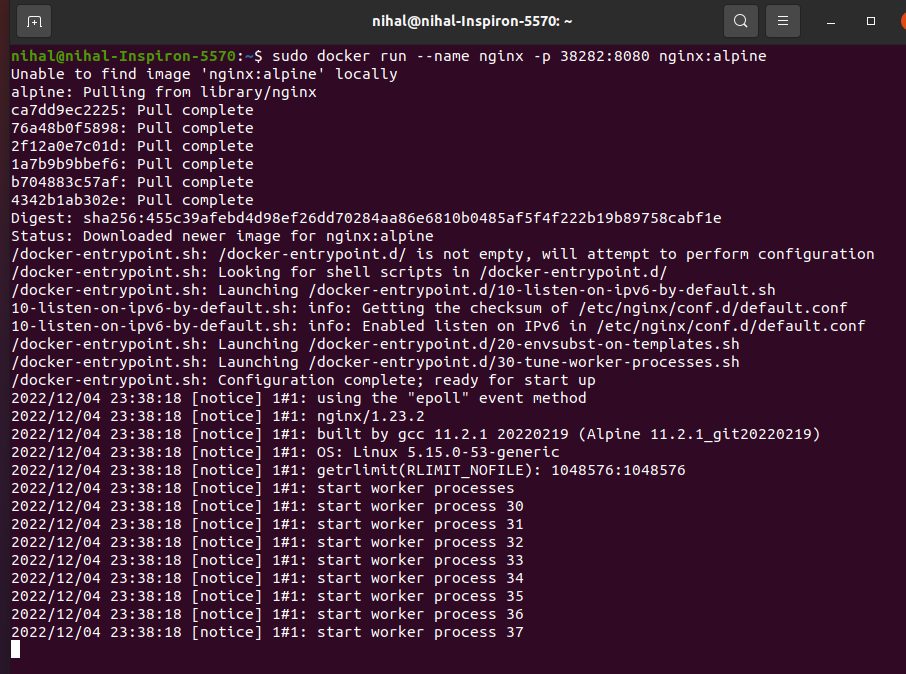 nihal@nihal-Inspiron-5570: ~
nihal@nihal-Inspiron-5570:~$ sudo docker run --name nginx -p 38282:8080 nginx:alpine
Unable to find image 'nginx:alpine' locally
alpine: Pulling from library/nginx
ca7dd9ec2225: Pull complete
76a48b0f5898: Pull complete
2f12a0e7c01d: Pull complete
1a7b9b9bbef6: Pull complete
b704883c57af: Pull complete
4342b1ab302e: Pull complete
Digest: sha256:455c39afebd4d98ef26dd70284aa86e6810b0485af5f4f222b19b89758cabf1e
Status: Downloaded newer image for nginx:alpine
/docker-entrypoint.sh: /docker-entrypoint.d/ is not empty, will attempt to perform configuration
/docker-entrypoint.sh: Looking for shell scripts in /docker-entrypoint.d/
/docker-entrypoint.sh: Launching /docker-entrypoint.d/10-listen-on-ipv6-by-default.sh
10-listen-on-ipv6-by-default.sh: info: Getting the checksum of /etc/nginx/conf.d/default.conf
10-listen-on-ipv6-by-default.sh: info: Enabled listen on IPv6 in /etc/nginx/conf.d/default.conf
/docker-entrypoint.sh: Launching /docker-entrypoint.d/20-envsubst-on-templates.sh
/docker-entrypoint.sh: Launching /docker-entrypoint.d/30-tune-worker-processes.sh
/docker-entrypoint.sh: Configuration complete; ready for start up
2022/12/04 23:38:18 [notice] 1#1: using the "epoll" event method
2022/12/04 23:38:18 [notice] 1#1: nginx/1.23.2
2022/12/04 23:38:18 [notice] 1#1: built by gcc 11.2.1 20220219 (Alpine 11.2.1_git20220219)
2022/12/04 23:38:18 [notice] 1#1: OS: Linux 5.15.0-53-generic
2022/12/04 23:38:18 [notice] 1#1: getrlimit(RLIMIT_NOFILE): 1048576:1048576
2022/12/04 23:38:18 [notice] 1#1: start worker processes
2022/12/04 23:38:18 [notice] 1#1: start worker process 30
2022/12/04 23:38:18 [notice] 1#1: start worker process 31
2022/12/04 23:38:18 [notice] 1#1: start worker process 32
2022/12/04 23:38:18 [notice] 1#1: start worker process 33
2022/12/04 23:38:18 [notice] 1#1: start worker process 34
2022/12/04 23:38:18 [notice] 1#1: start worker process 35
2022/12/04 23:38:18 [notice] 1#1: start worker process 36
2022/12/04 23:38:18 [notice] 1#1: start worker process 37